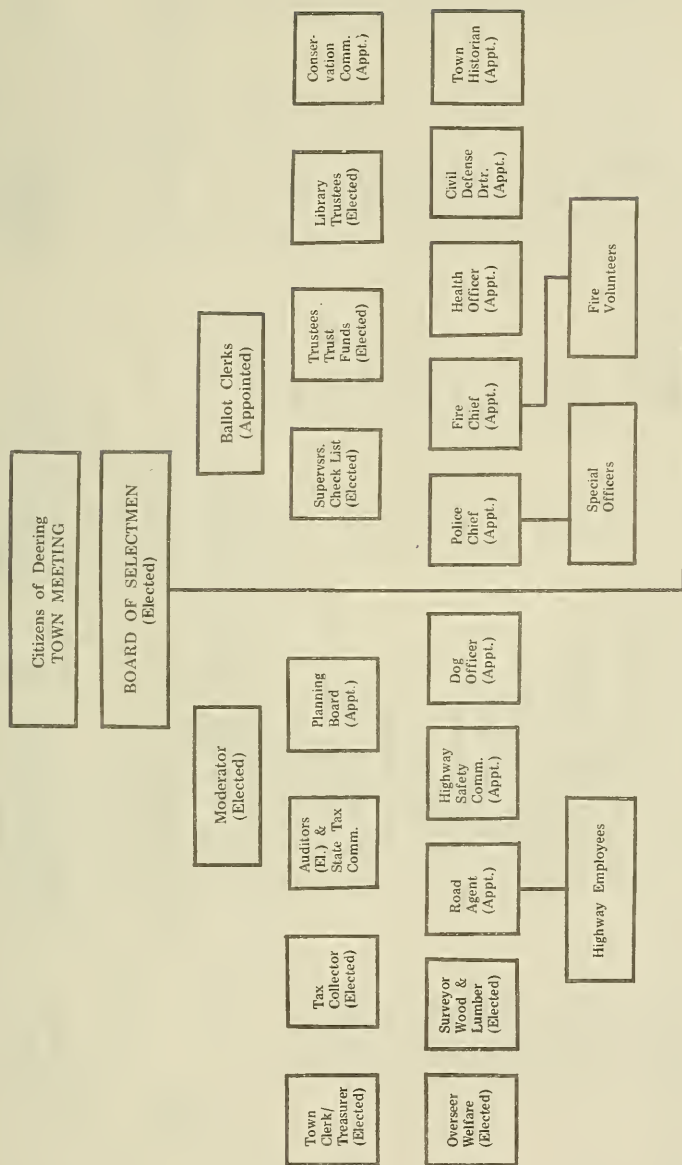 Citizens of Deering
TOWN MEETING
BOARD OF SELECTMEN
(Elected)
Moderator
(Elected)
Ballot Clerks
(Appointed)
Town
Clerk/
Treasurer
(Elected)
Tax
Collector
(Elected)
Auditors
(El.) &
State Tax
Comm.
Planning
Board
(Appt.)
Supervsrs.
Check List
(Elected)
Trustees
Trust
Funds
(Elected)
Library
Trustees
(Elected)
Conser-
vation
Comm.
(Appt.)
Overseer
Welfare
(Elected)
Surveyor
Wood &
Lumber
(Elected)
Road
Agent
(Appt.)
Highway
Safety
Comm.
(Appt.)
Dog
Officer
(Appt.)
Police
Chief
(Appt.)
Fire
Chief
(Appt.)
Health
Officer
(Appt.)
Civil
Defense
Drtr.
(Appt.)
Town
Historian
(Appt.)
Highway Employees
Special
Officers
Fire
Volunteers